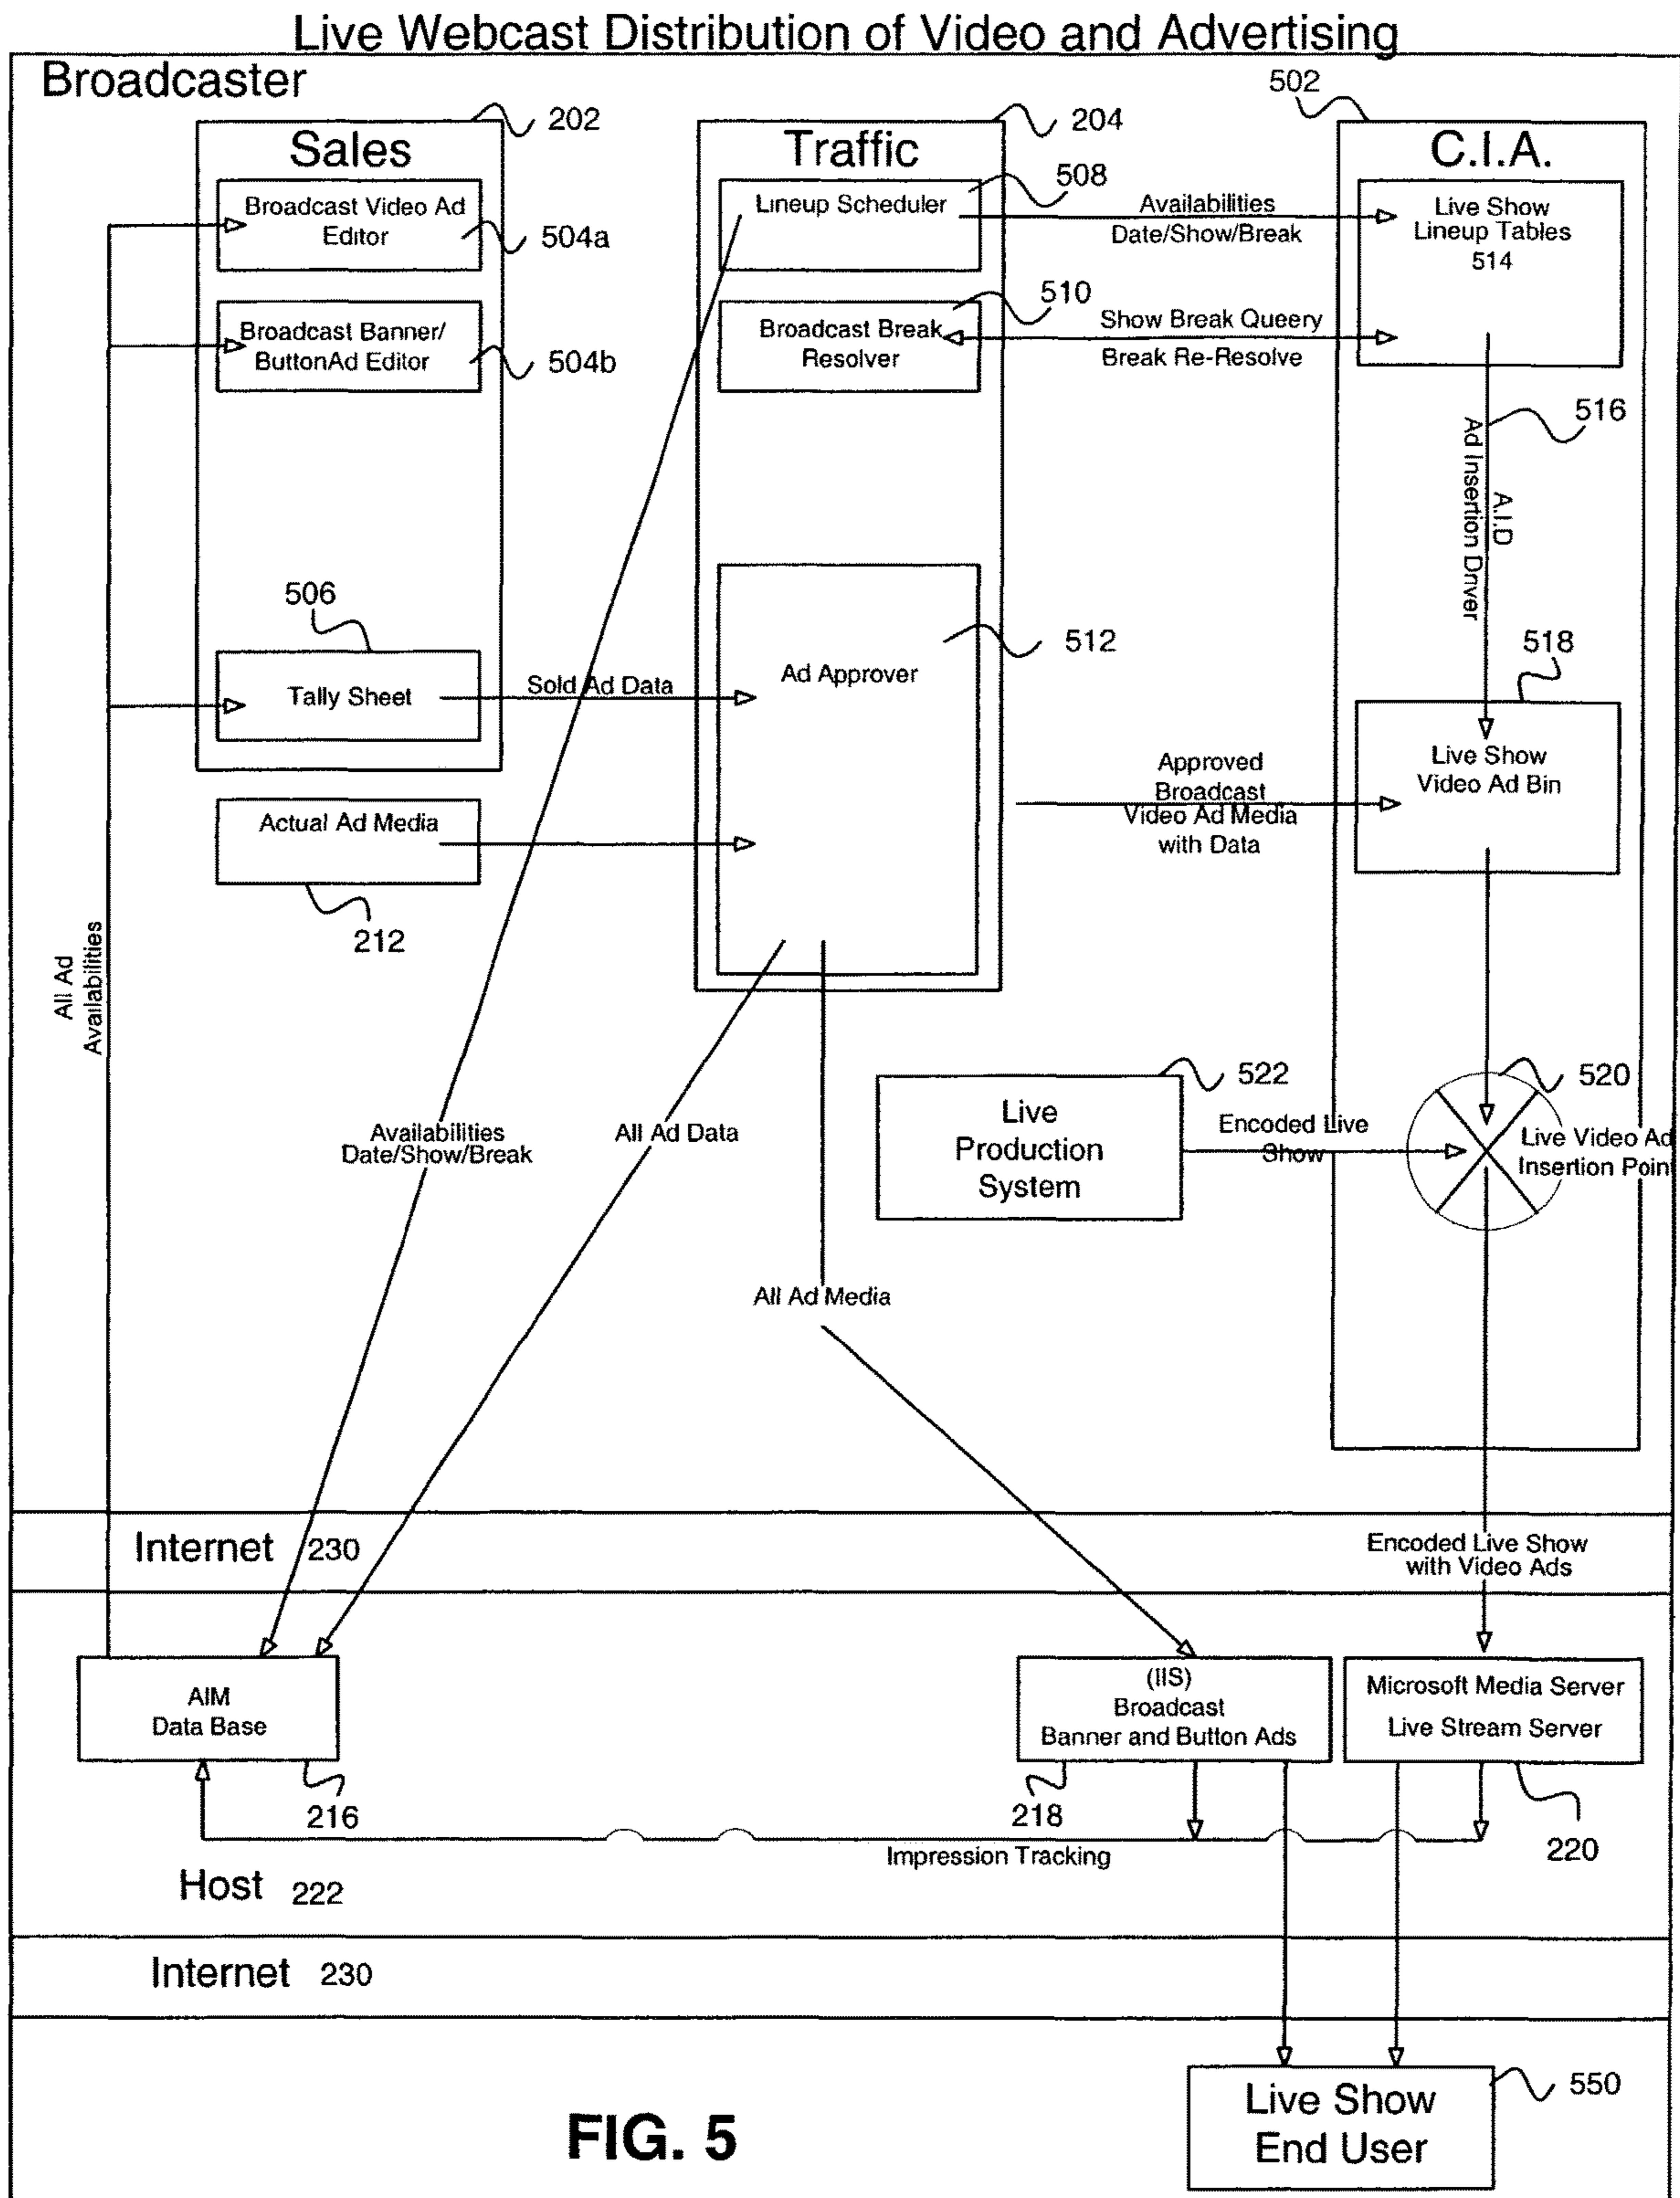 Live Webcast Distribution of Video and Advertising
Broadcaster
502
202
204
Sales
Traffic
C.I.A.
Broadcast Video Ad
Editor
504a
Lineup Scheduler
508
Availabilities
Date/Show/Break
Live Show
Lineup Tables
514
Broadcast Banner/
ButtonAd Editor
504b
Broadcast Break
Resolver
510
Show Break Queery
Break Re-Resolve
516
Ad Insertion Driver
A.I.D
506
Tally Sheet
Sold Ad Data
Ad Approver
512
518
Live Show
Video Ad Bin
Approved
Broadcast
Video Ad Media
with Data
Actual Ad Media
212
All Ad
Availabilities
522
Live
Production
System
Encoded Live
Show
520
Live Video Ad
Insertion Poin
Availabilities
Date/Show/Break
All Ad Data
All Ad Media
Internet 230
Encoded Live Show
with Video Ads
AIM
Data Base
216
(IIS)
Broadcast
Banner and Button Ads
218
Microsoft Media Server
Live Stream Server
220
Impression Tracking
Host 222
Internet 230
Live Show
End User
550
FIG. 5